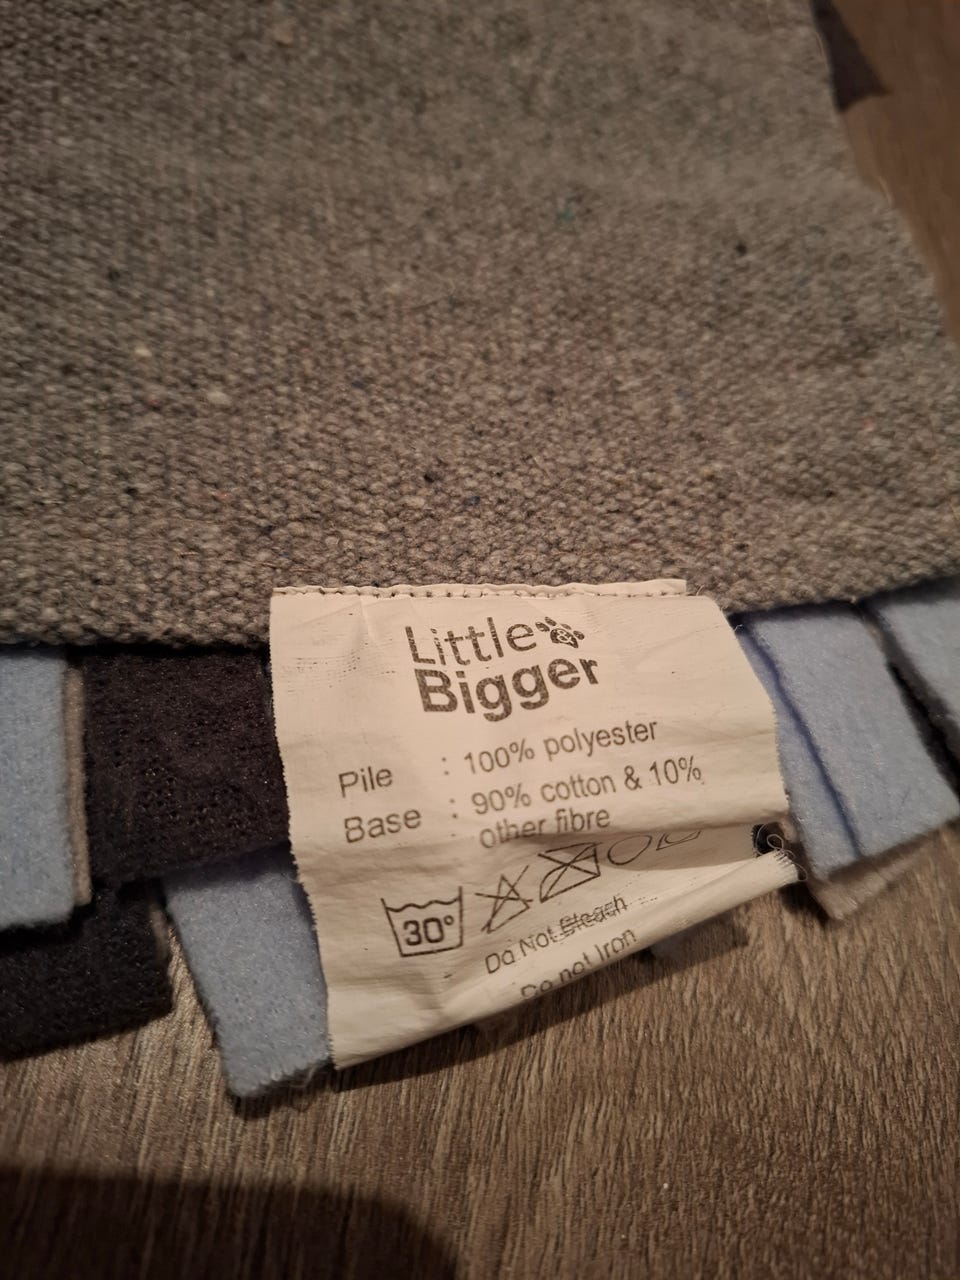 Little &
Bigger
Pile : 100% polyester
Base : 90% cotton & 10%
other fibre
30°
Do Not Bleach
Do not Iron